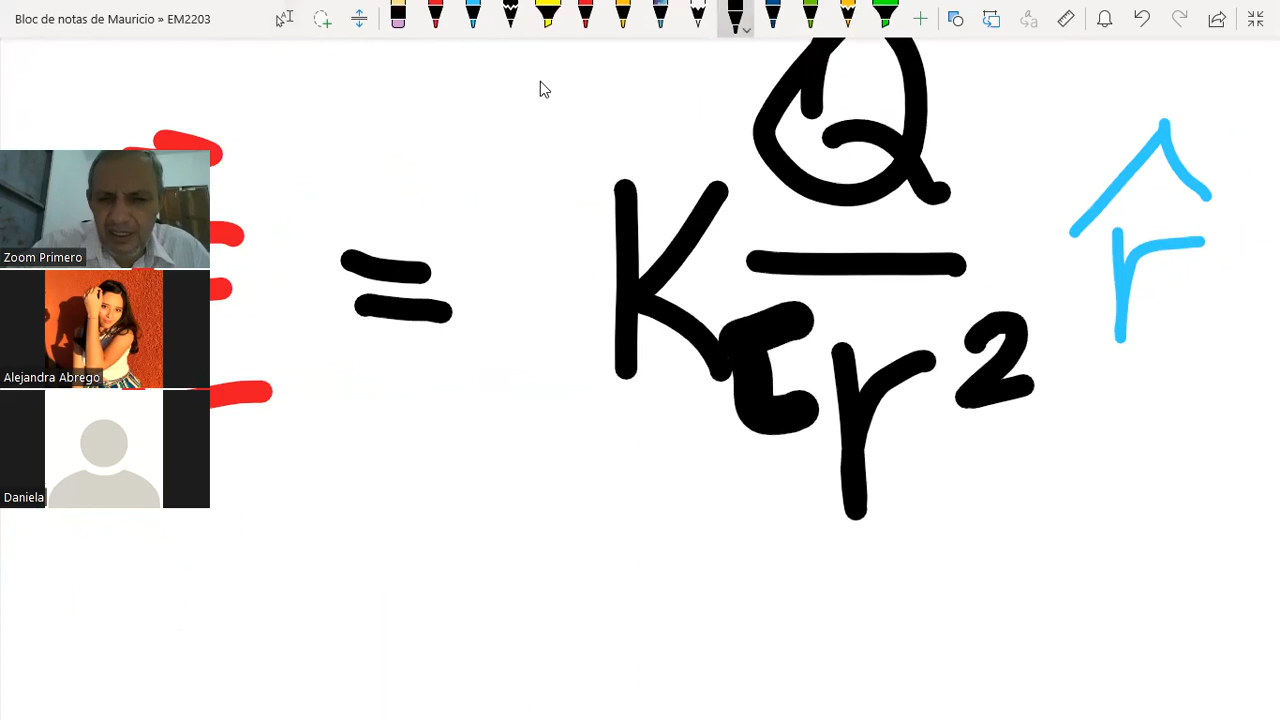 Bloc de notas de Mauricio » EM2203
Zoom Primero
Alejandra Abrego
Daniela
= K Q / r² r̂